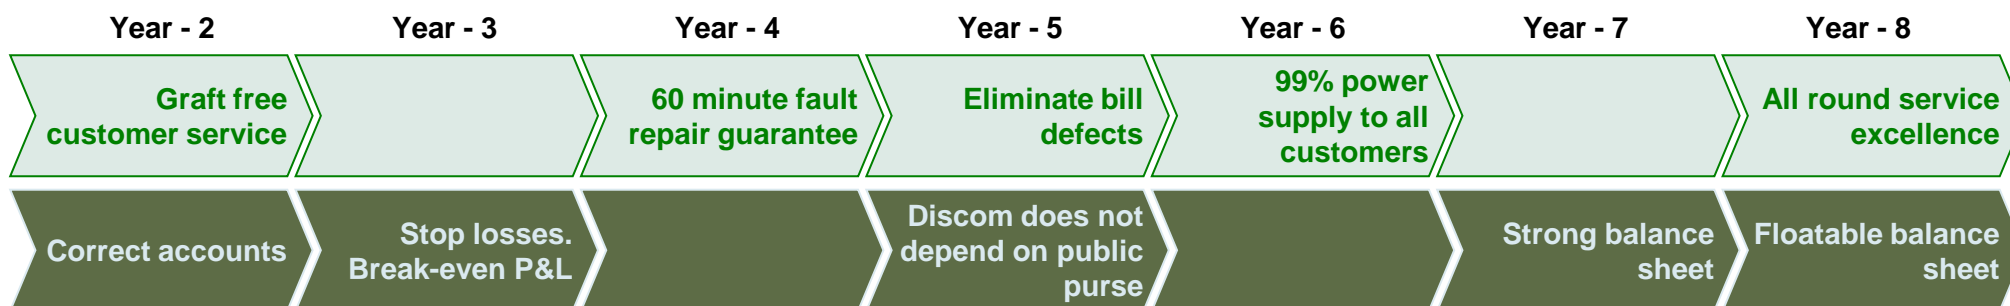 Year - 2
Year - 3
Year - 4
Year - 5
Year - 6
Year - 7
Year - 8
Graft free
customer service
60 minute fault
repair guarantee
Eliminate bill
defects
99% power
supply to all
customers
All round service
excellence
Correct accounts
Stop losses.
Break-even P&L
Discom does not
depend on public
purse
Strong balance
sheet
Floatable balance
sheet